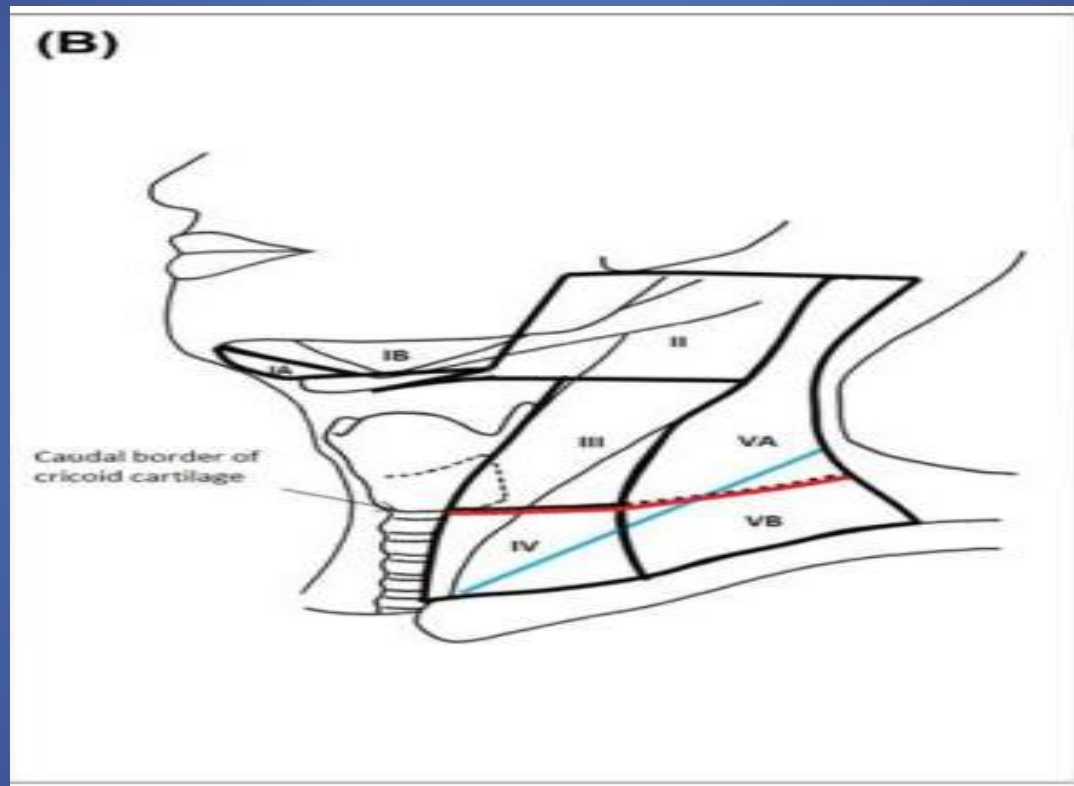 (B)
IB
IA
II
III
VA
Caudal border of
cricoid cartilage
IV
VB